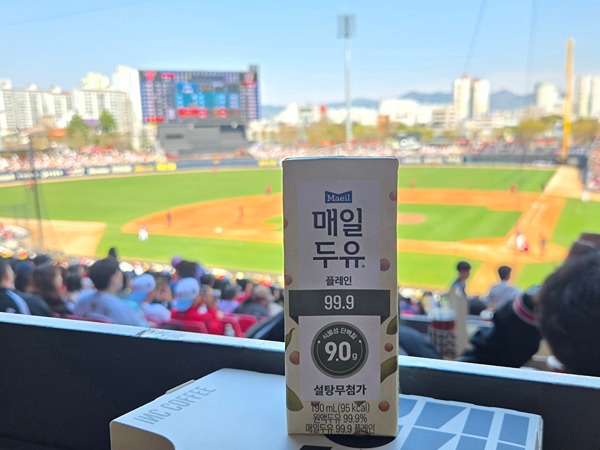 Maeil
매일
두유
플레인
99.9
식물성 단백질
9.0g
설탕무첨가
190 mL(95 kcal)
원액두유 99.9%
매일두유 99.9 플레인
INC COFFEE